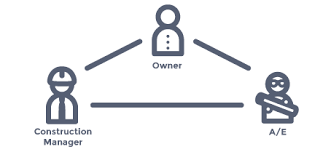 Owner
Construction
Manager
A/E